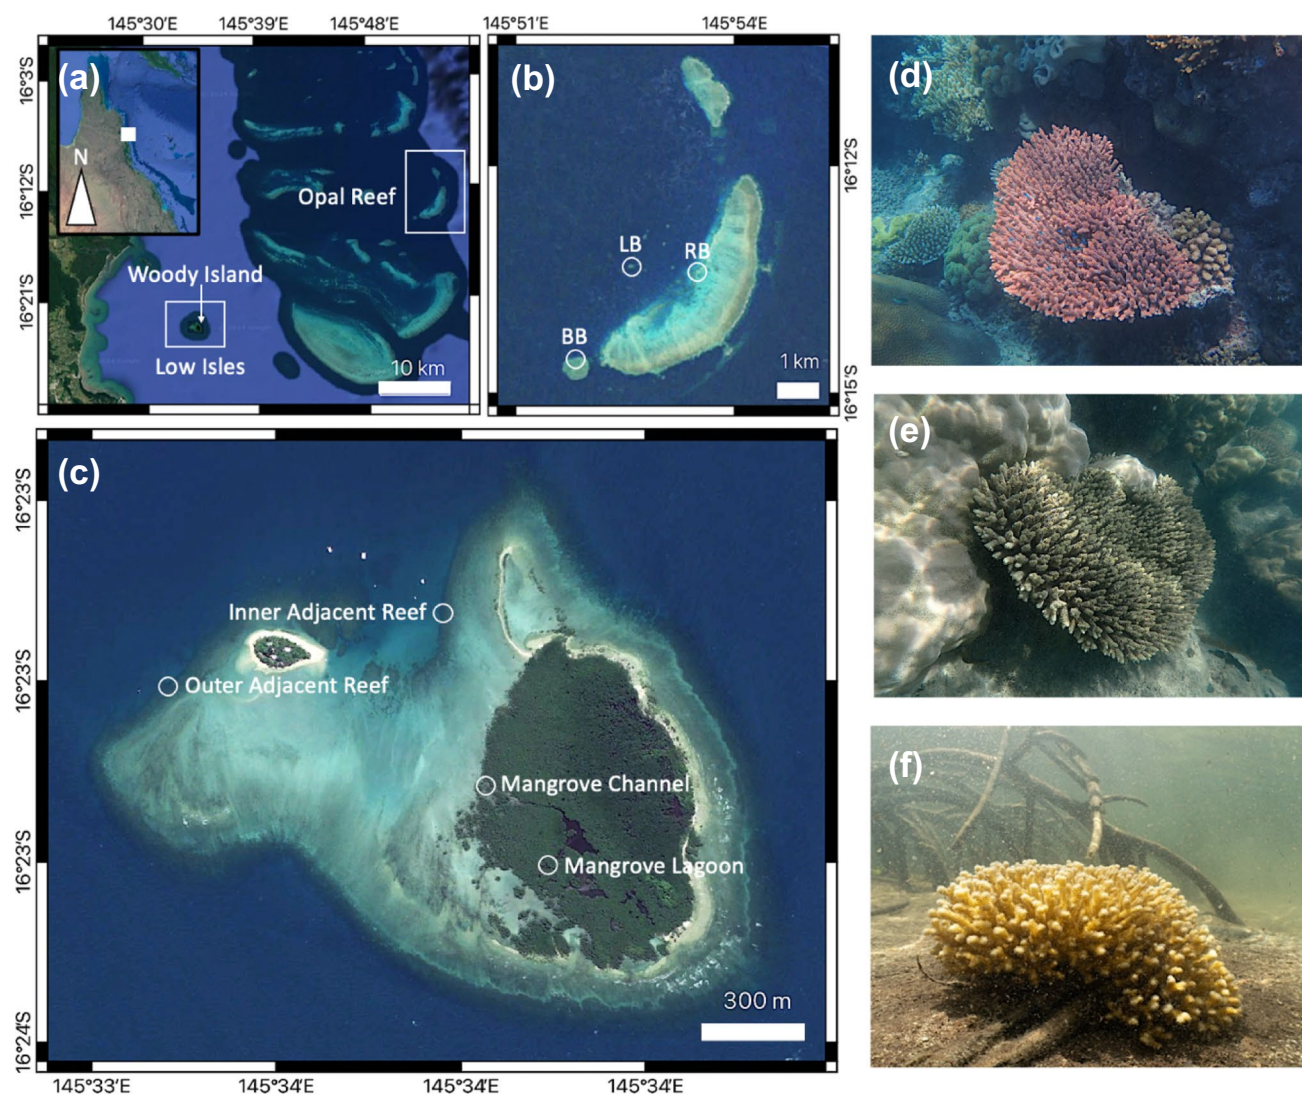 145°30′E 145°39′E 145°48′E
145°51′E 145°54′E
16°3′S
16°12′S
16°21′S
(a)
N
Opal Reef
Woody Island
Low Isles
10 km
(b)
LB
RB
BB
1 km
16°12′S
16°15′S
(c)
16°23′S
16°23′S
16°23′S
16°24′S
Inner Adjacent Reef
Outer Adjacent Reef
Mangrove Channel
Mangrove Lagoon
300 m
145°33′E 145°34′E 145°34′E 145°34′E
(d)
(e)
(f)